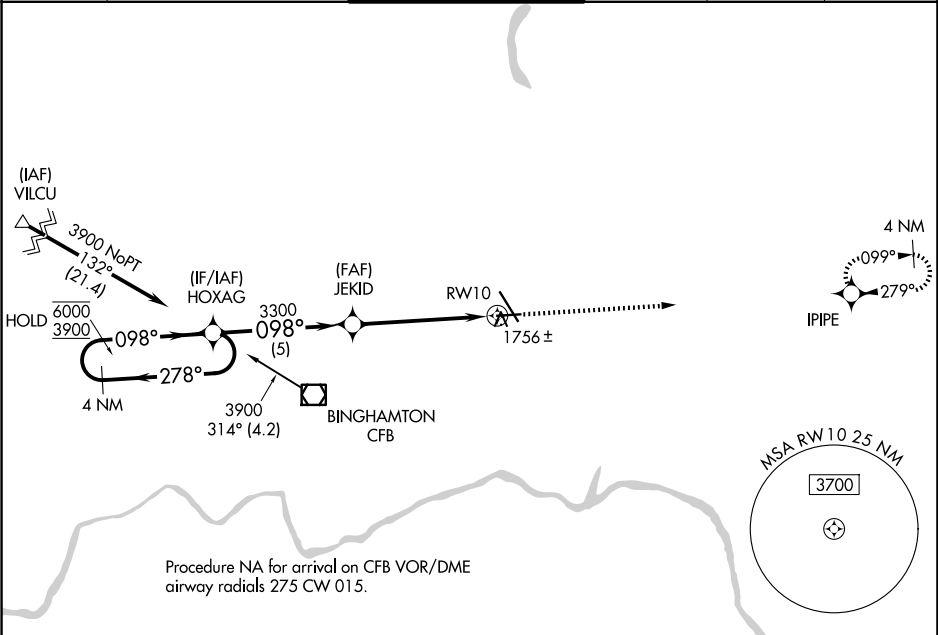 (IAF)
VILCU
3900 NoPT
132°
(21.4)
HOLD
6000
3900
098°
278°
4 NM
(IF/IAF)
HOXAG
3300
098°
(5)
(FAF)
JEKID
RW10
1756 ±
3900
314° (4.2)
BINGHAMTON
CFB
4 NM
099°
279°
IPIPE
MSA RW10 25 NM
3700
Procedure NA for arrival on CFB VOR/DME
airway radials 275 CW 015.